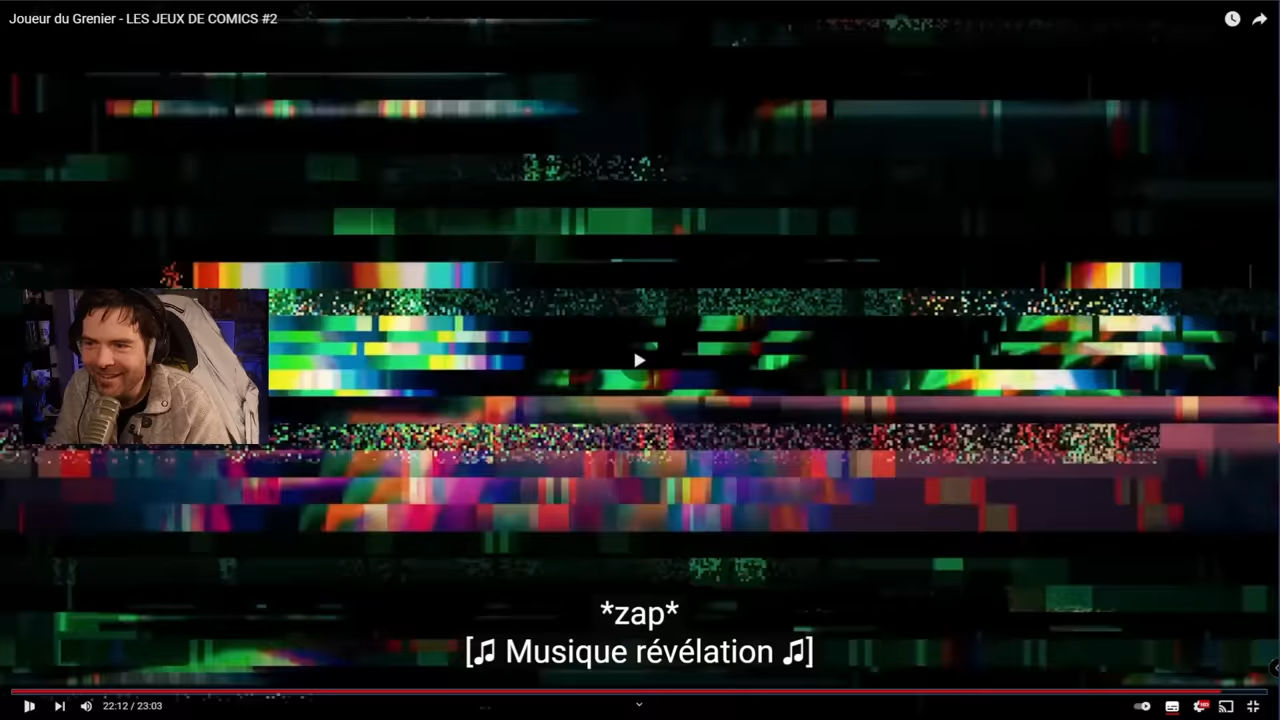 Joueur du Grenier - LES JEUX DE COMICS #2
*zap*
[♫ Musique révélation ♫]
22:12 / 23:03